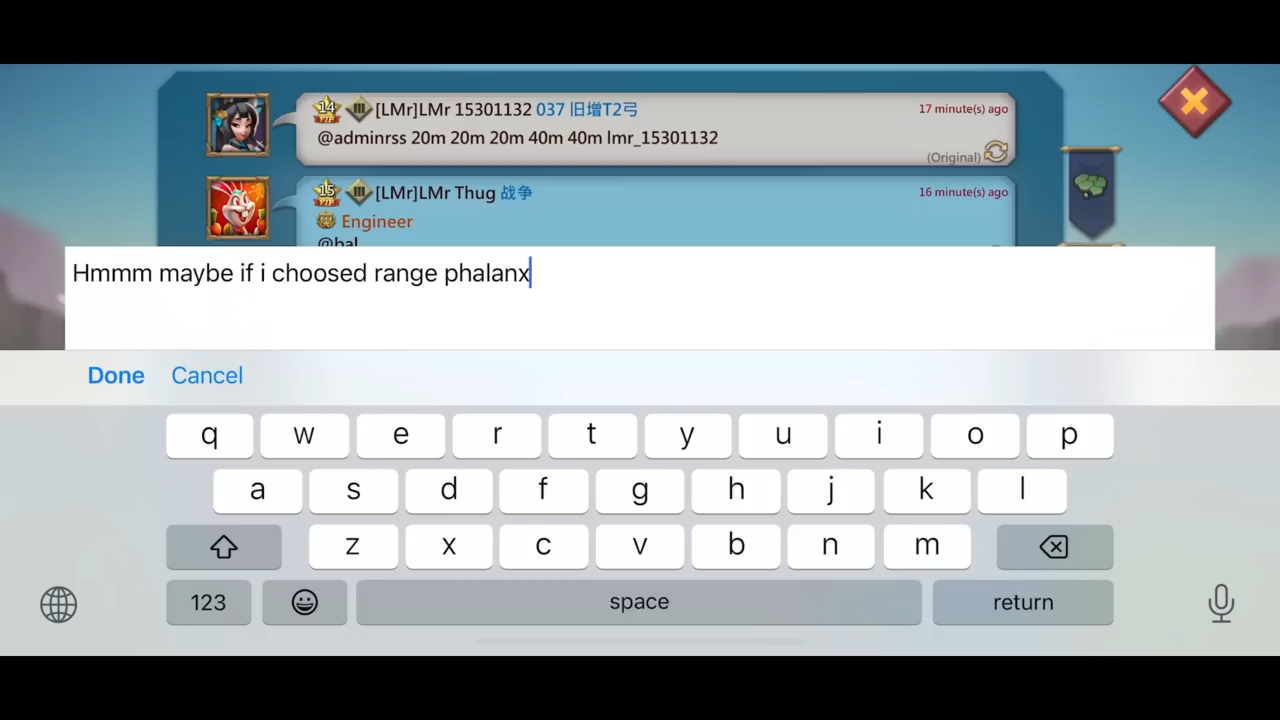 14
[LMr]LMr 15301132 037 旧增T2弓
17 minute(s) ago
@adminrss 20m 20m 20m 40m 40m lmr_15301132
(Original)
15
[LMr]LMr Thug 战争
16 minute(s) ago
Engineer
@bal
Hmmm maybe if i choosed range phalanx
Done Cancel
q w e r t y u i o p
a s d f g h j k l
z x c v b n m
123 space return